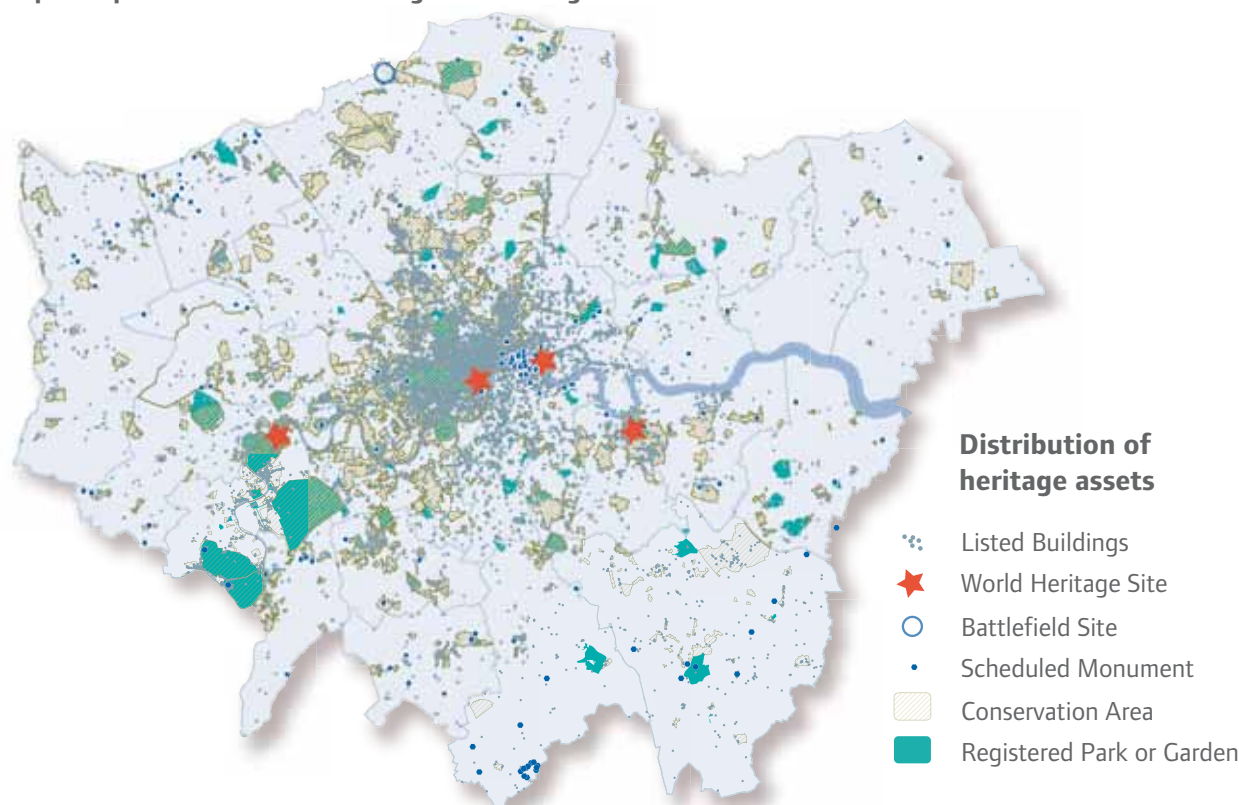 Distribution of
heritage assets
Listed Buildings
World Heritage Site
Battlefield Site
Scheduled Monument
Conservation Area
Registered Park or Garden